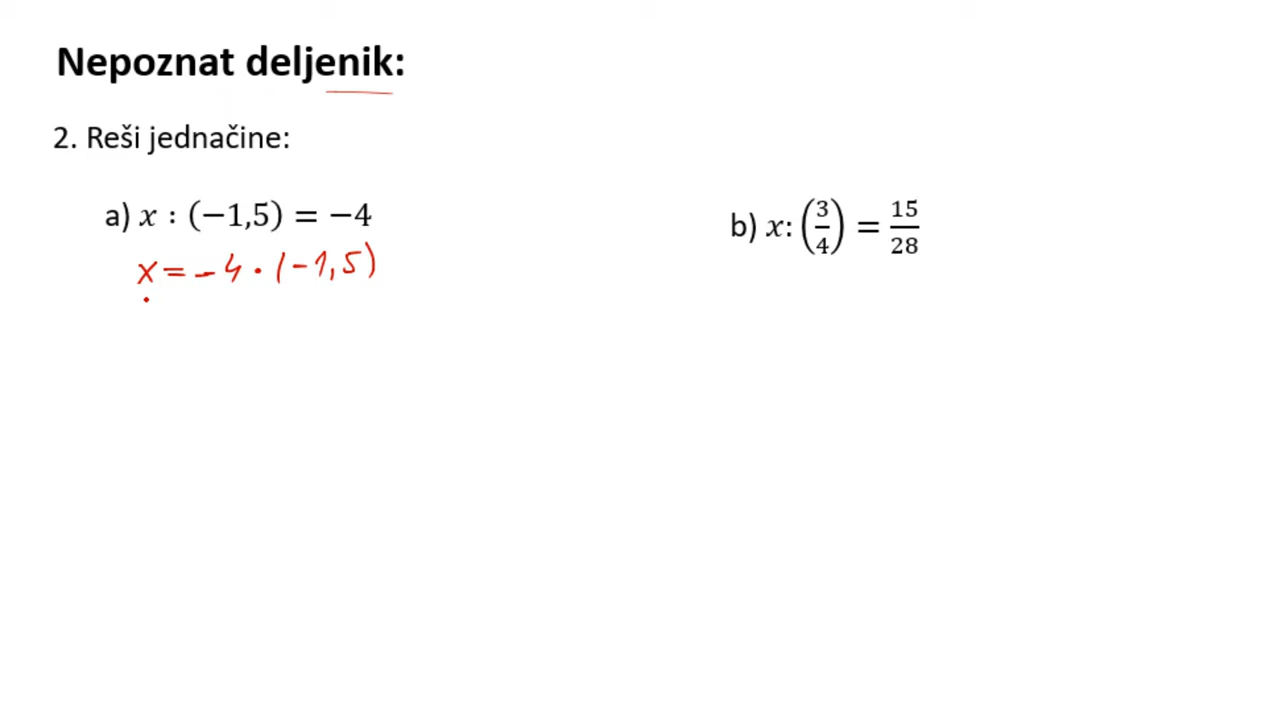 Nepoznat deljenik:
2. Reši jednačine:
a) x : (−1,5) = −4
x = -4 · (-1,5)
b) x: (3/4) = 15/28